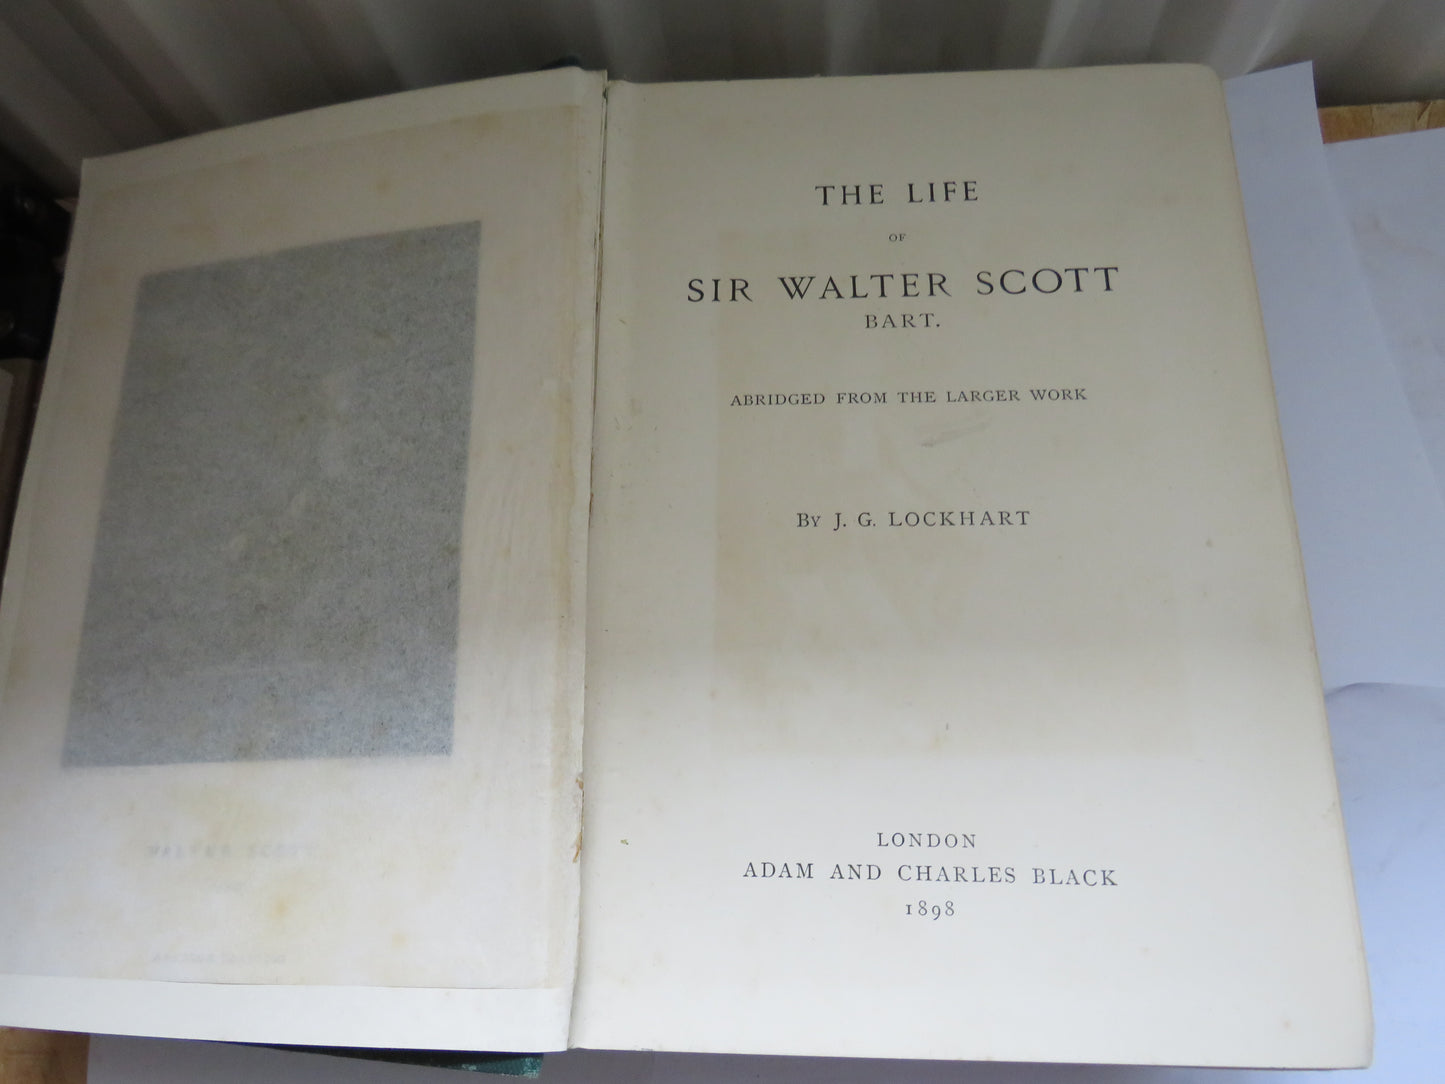 THE LIFE
OF
SIR WALTER SCOTT
BART.
ABRIDGED FROM THE LARGER WORK
BY J. G. LOCKHART
LONDON
ADAM AND CHARLES BLACK
1898